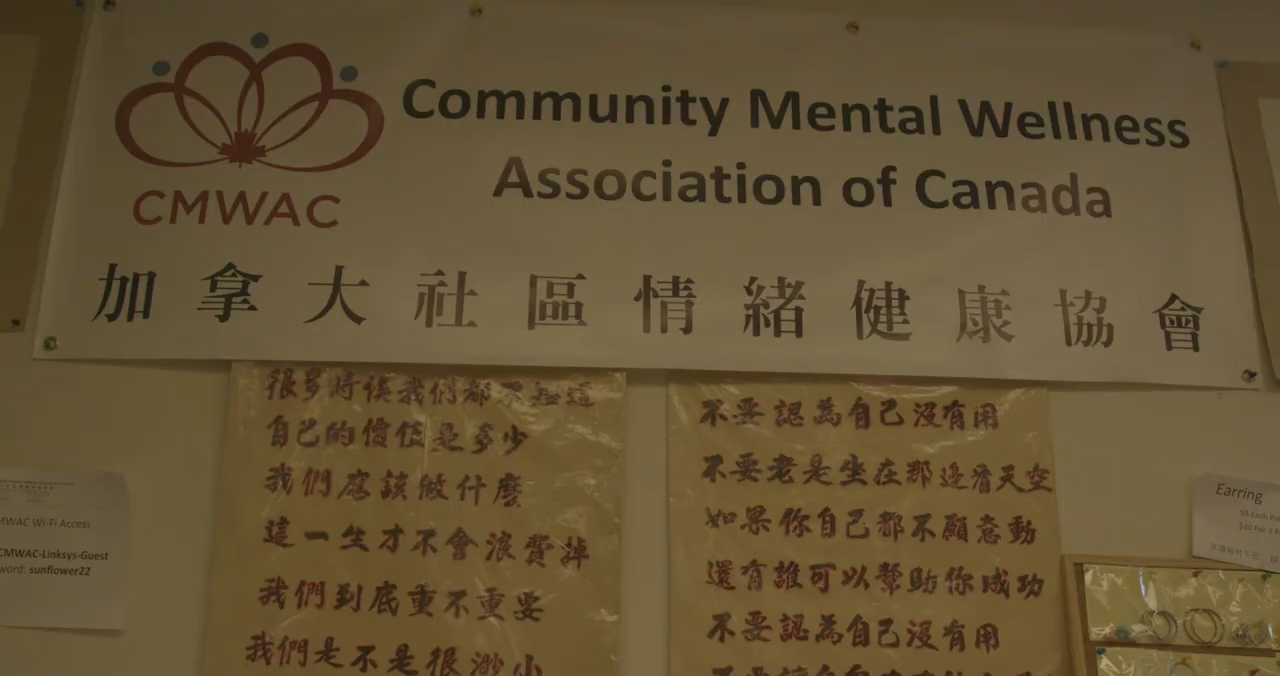 CMWAC
Community Mental Wellness
Association of Canada
加拿大社區情緒健康協會
很多時候我們都不知道
自己的價值是多少
我們應該做什麼
這一生才不會浪費掉
我們到底重不重要
我們是不是很渺小
不要認為自己沒有用
不要老是坐在那邊看天空
如果你自己都不願意動
還有誰可以幫助你成功
不要認為自己沒有用
MWAC Wi-Fi Access
CMWAC-Linksys-Guest
word: sunflower22
Earring
$5 Each